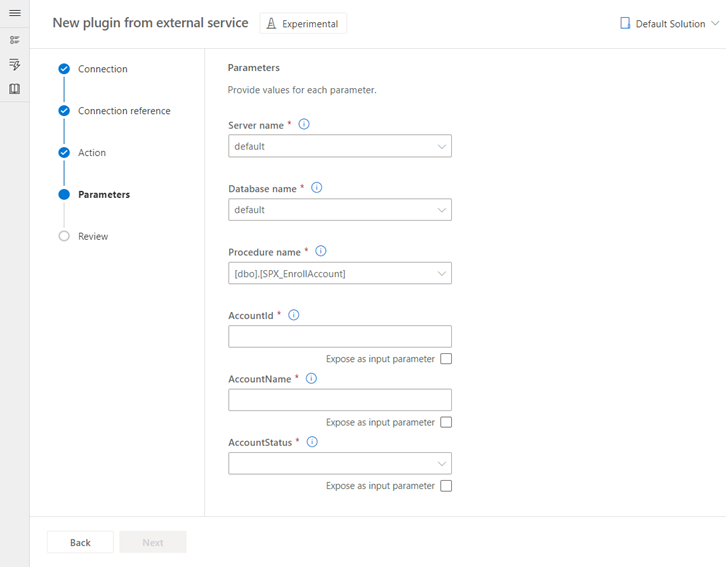 New plugin from external service
Experimental
Default Solution
Connection
Connection reference
Action
Parameters
Review
Parameters
Provide values for each parameter.
Server name *
default
Database name *
default
Procedure name *
[dbo].[SPX_EnrollAccount]
AccountId *
Expose as input parameter
AccountName *
Expose as input parameter
AccountStatus *
Expose as input parameter
Back
Next